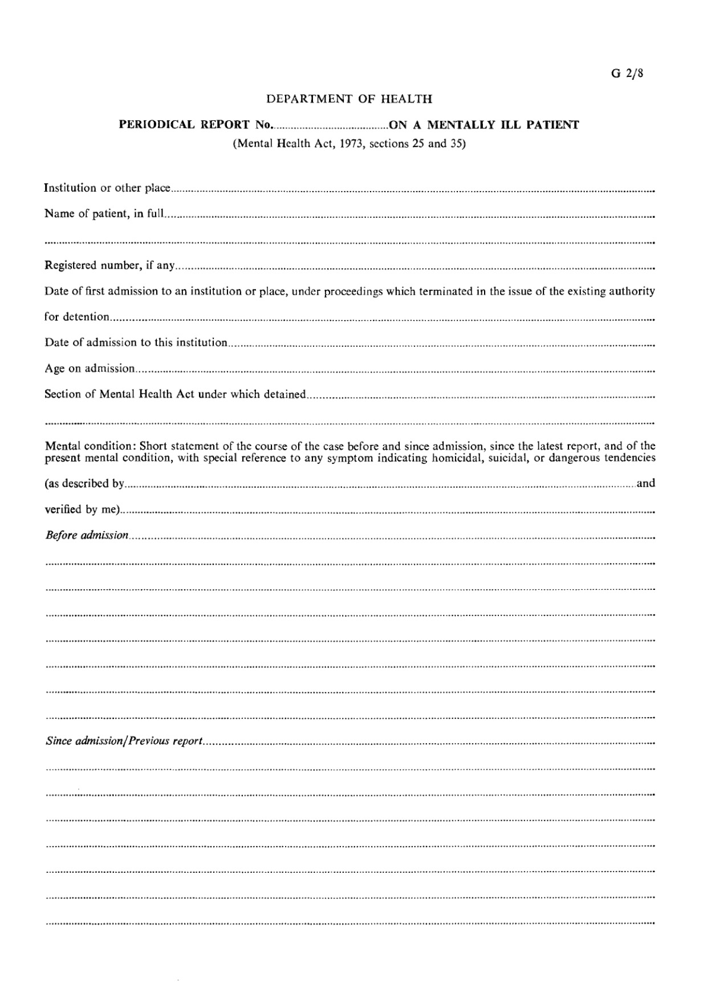 G 2/8
DEPARTMENT OF HEALTH
PERIODICAL REPORT No. ON A MENTALLY ILL PATIENT
(Mental Health Act, 1973, sections 25 and 35)
Institution or other place
Name of patient, in full
Registered number, if any
Date of first admission to an institution or place, under proceedings which terminated in the issue of the existing authority
for detention
Date of admission to this institution
Age on admission
Section of Mental Health Act under which detained
Mental condition: Short statement of the course of the case before and since admission, since the latest report, and of the
present mental condition, with special reference to any symptom indicating homicidal, suicidal, or dangerous tendencies
(as described by and
verified by me)
Before admission
Since admission/Previous report